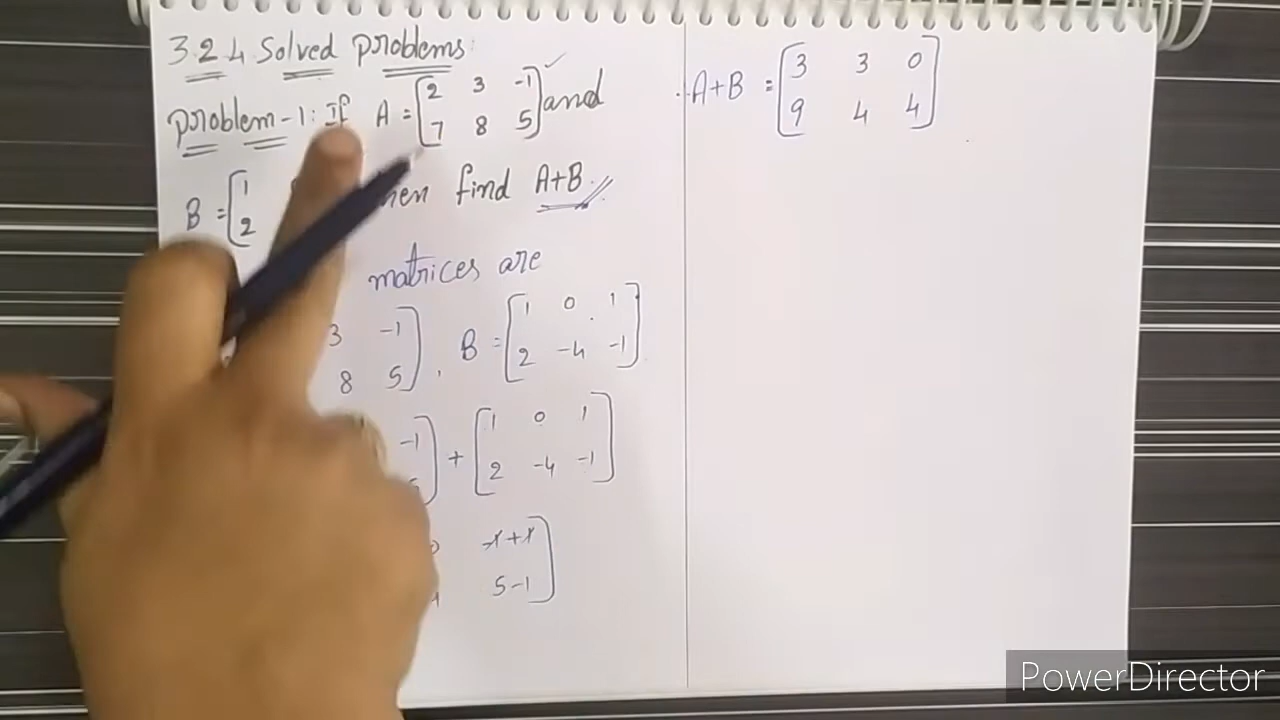 3.2.4 Solved problems:
problem-1: If A = [2 3 -1 and
7 8 5]
B = [1
2 then find A+B.
matrices are
3 -1
8 5], B = [1 0 1
2 -4 -1]
-1
] + [1 0 1
2 -4 -1]
-1+1
5-1]
∴ A+B = [3 3 0
9 4 4]
PowerDirector